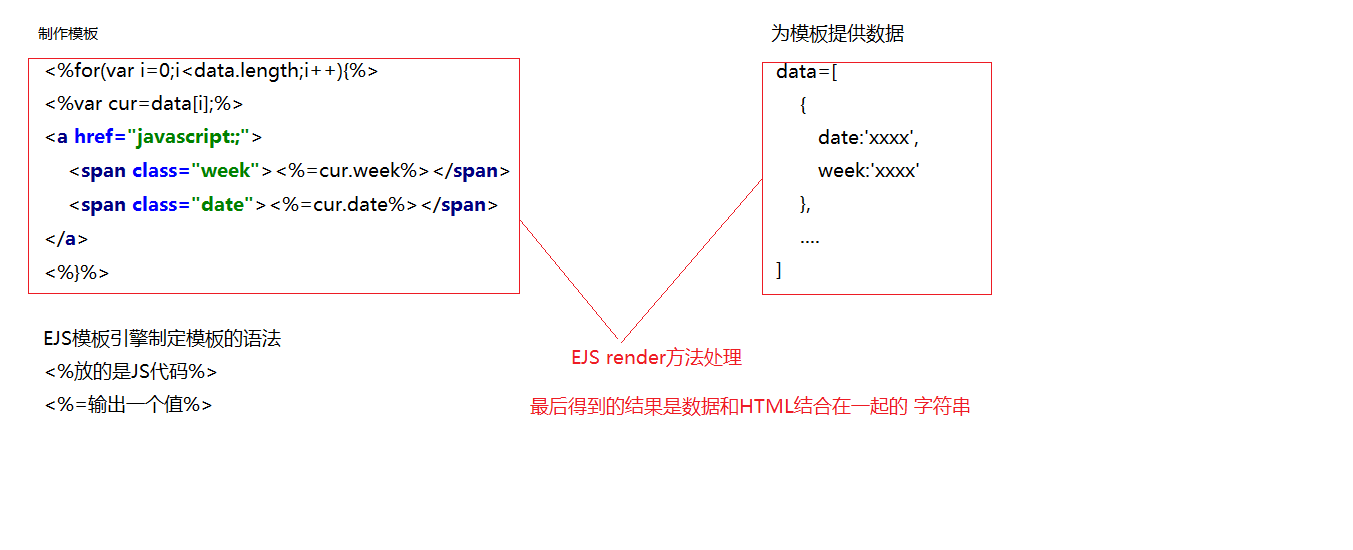 制作模板
<%for(var i=0;i<data.length;i++){%>
<%var cur=data[i];%>
<a href="javascript:;">
<span class="week"><%=cur.week%></span>
<span class="date"><%=cur.date%></span>
</a>
<%}%>
EJS模板引擎制定模板的语法
<%放的是JS代码%>
<%=输出一个值%>
为模板提供数据
data=[
{
date:'xxxx',
week:'xxxx'
},
....
]
EJS render方法处理
最后得到的结果是数据和HTML结合在一起的 字符串